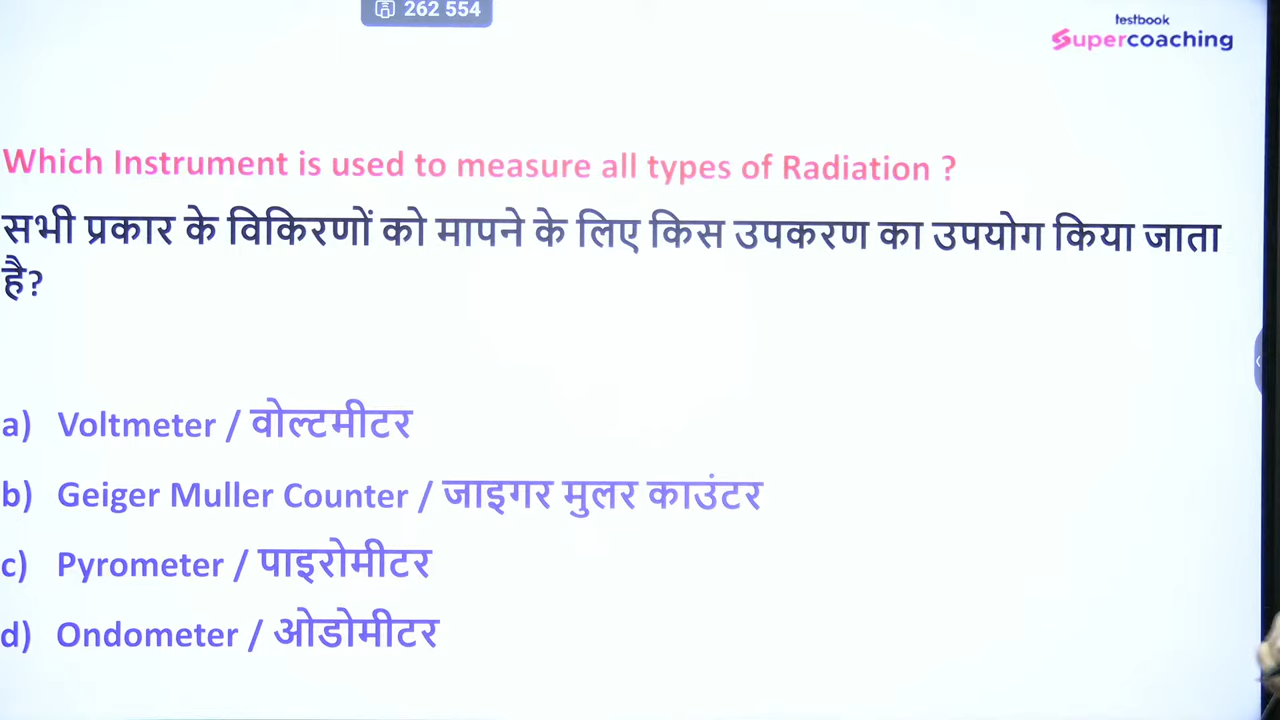 262 554
testbook
Supercoaching
Which Instrument is used to measure all types of Radiation ?
सभी प्रकार के विकिरणों को मापने के लिए किस उपकरण का उपयोग किया जाता
है?
a) Voltmeter / वोल्टमीटर
b) Geiger Muller Counter / जाइगर मुलर काउंटर
c) Pyrometer / पाइरोमीटर
d) Ondometer / ओडोमीटर